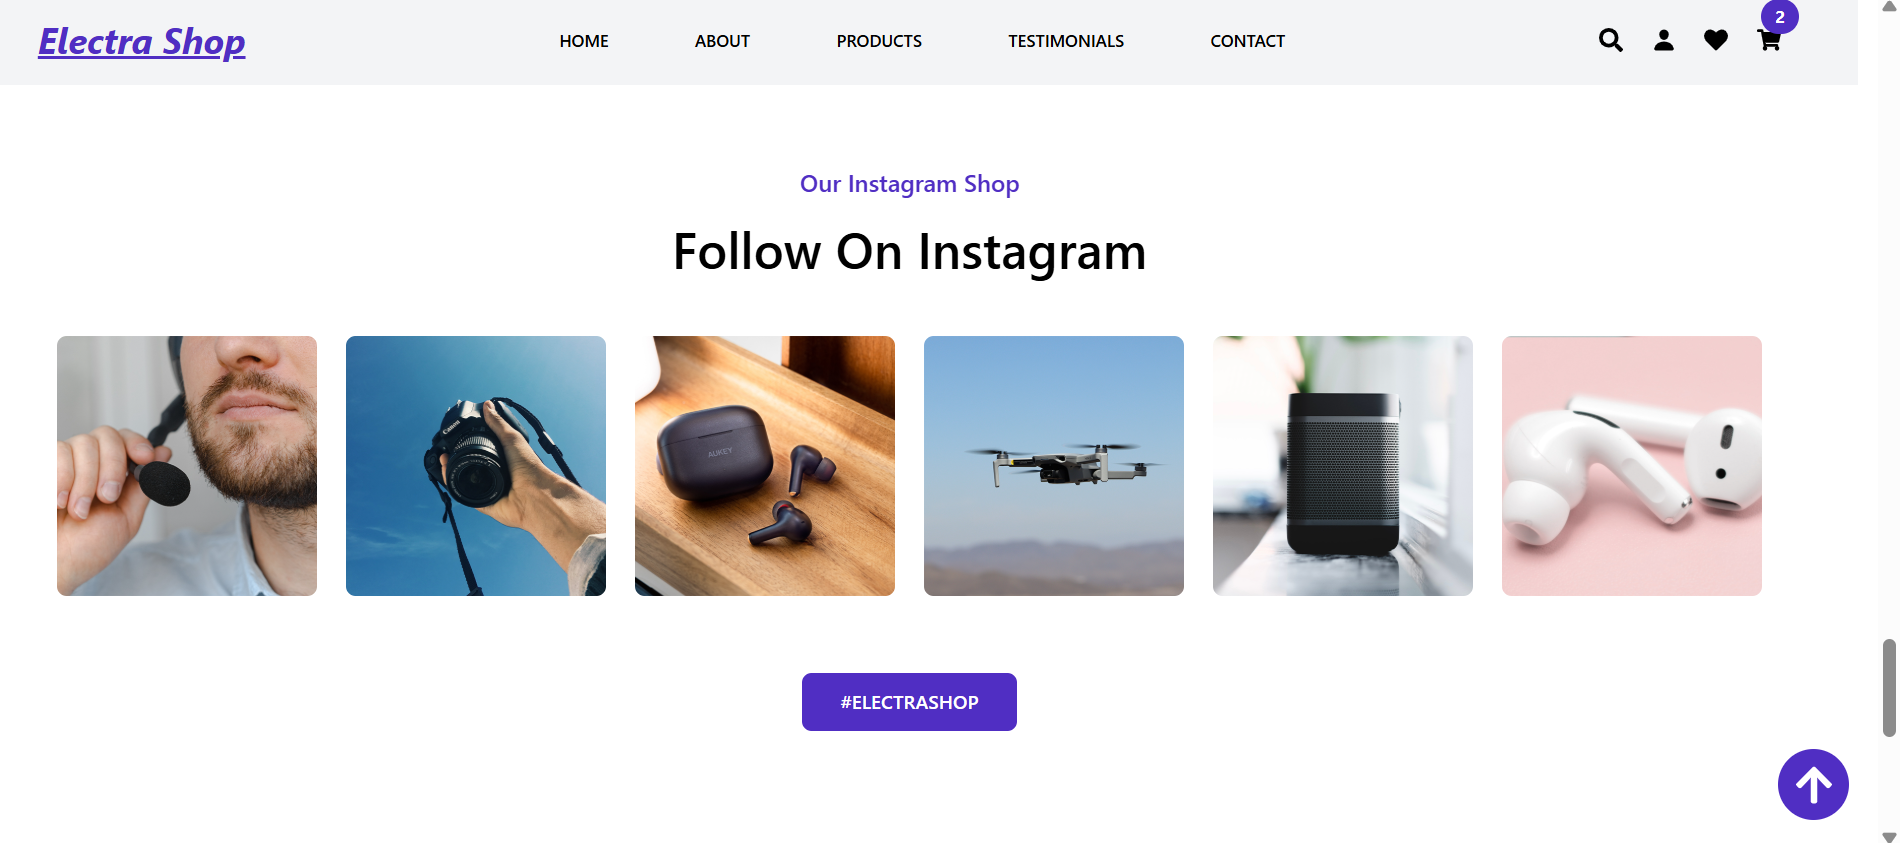 Electra Shop
HOME ABOUT PRODUCTS TESTIMONIALS CONTACT
2
Our Instagram Shop
Follow On Instagram
Canon
AUKEY
#ELECTRASHOP